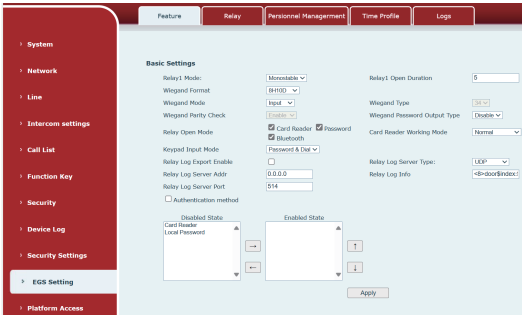 Feature Relay Persionnel Managerment Time Profile Logs
System
Network
Line
Intercom settings
Call List
Function Key
Security
Device Log
Security Settings
EGS Setting
Platform Access
Basic Settings
Relay1 Mode: Monostable Relay1 Open Duration 5
Wiegand Format 8H10D
Wiegand Mode Input Wiegand Type 34
Wiegand Parity Check Enable Wiegand Password Output Type Disable
Relay Open Mode Card Reader Password Card Reader Working Mode Normal
Bluetooth
Keypad Input Mode Password & Dial
Relay Log Export Enable Relay Log Server Type: UDP
Relay Log Server Addr 0.0.0.0 Relay Log Info <8>door$index:
Relay Log Server Port 514
Authentication method
Disabled State Enabled State
Card Reader
Local Password
→
←
↑
↓
Apply